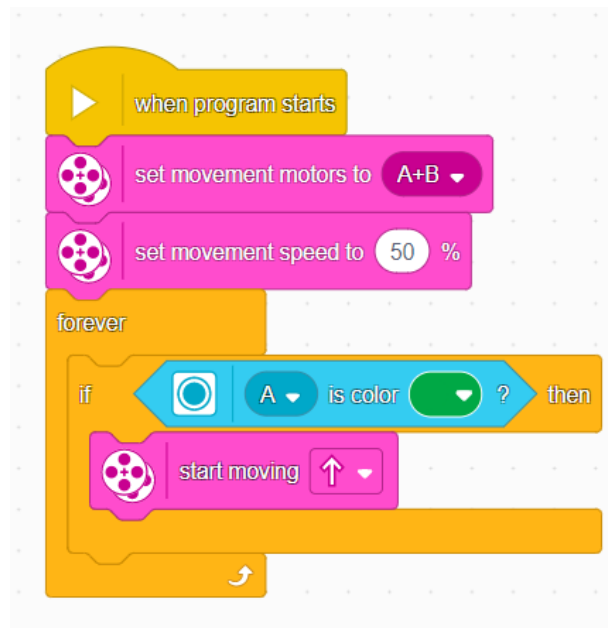 when program starts
set movement motors to A+B
set movement speed to 50 %
forever
if A is color ? then
start moving